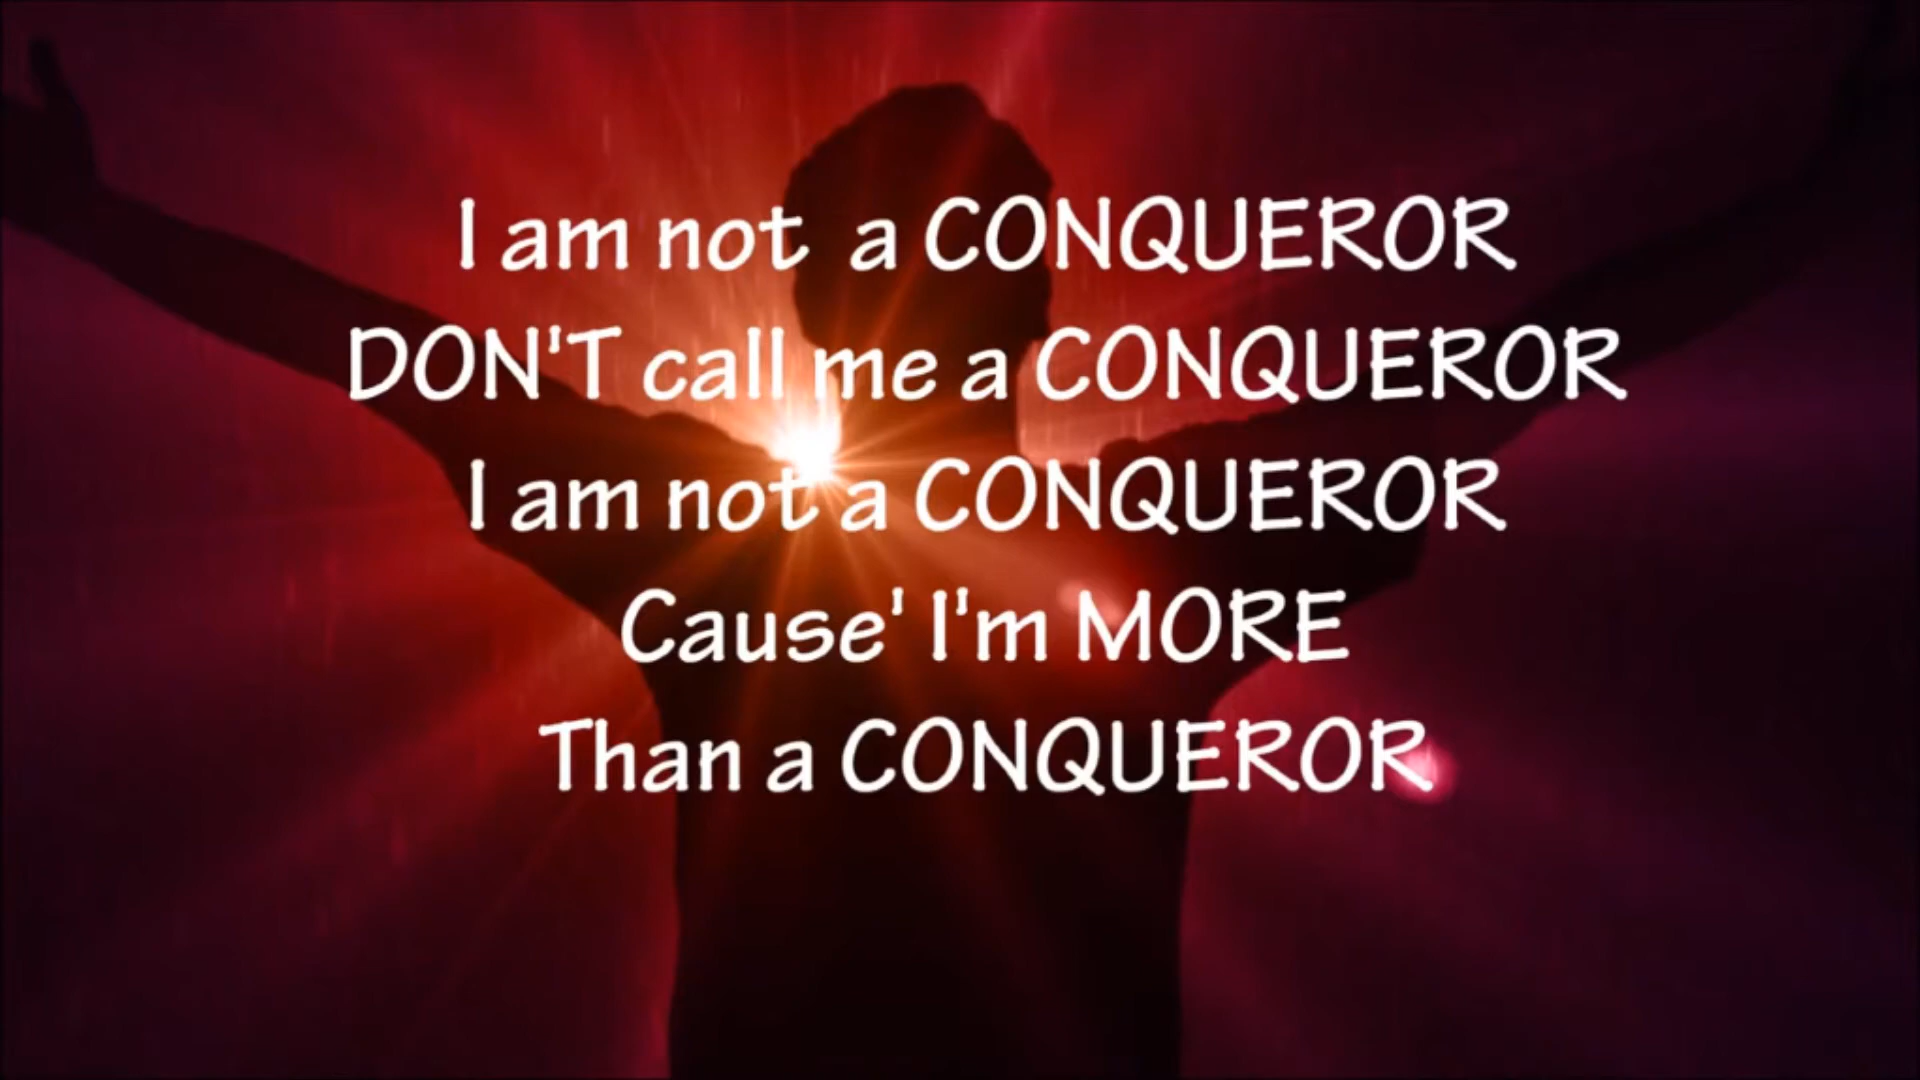 I am not a CONQUEROR
DON'T call me a CONQUEROR
I am not a CONQUEROR
Cause' I'm MORE
Than a CONQUEROR